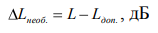 ΔLнеоб. = L – Lдоп. , дБ